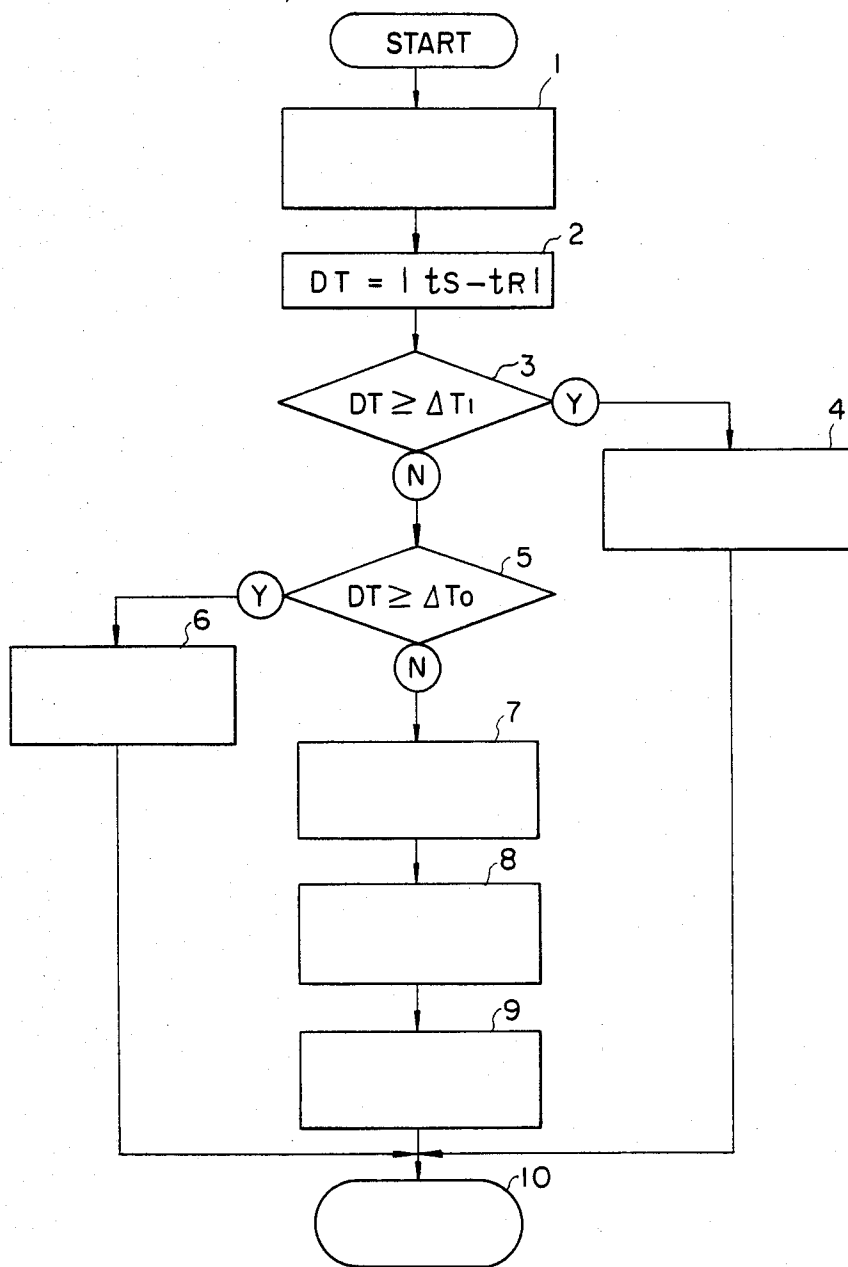 START
1
2
DT = | tS - tR |
3
DT ≥ ΔT1
Y
4
N
5
DT ≥ ΔT0
Y
6
N
7
8
9
10